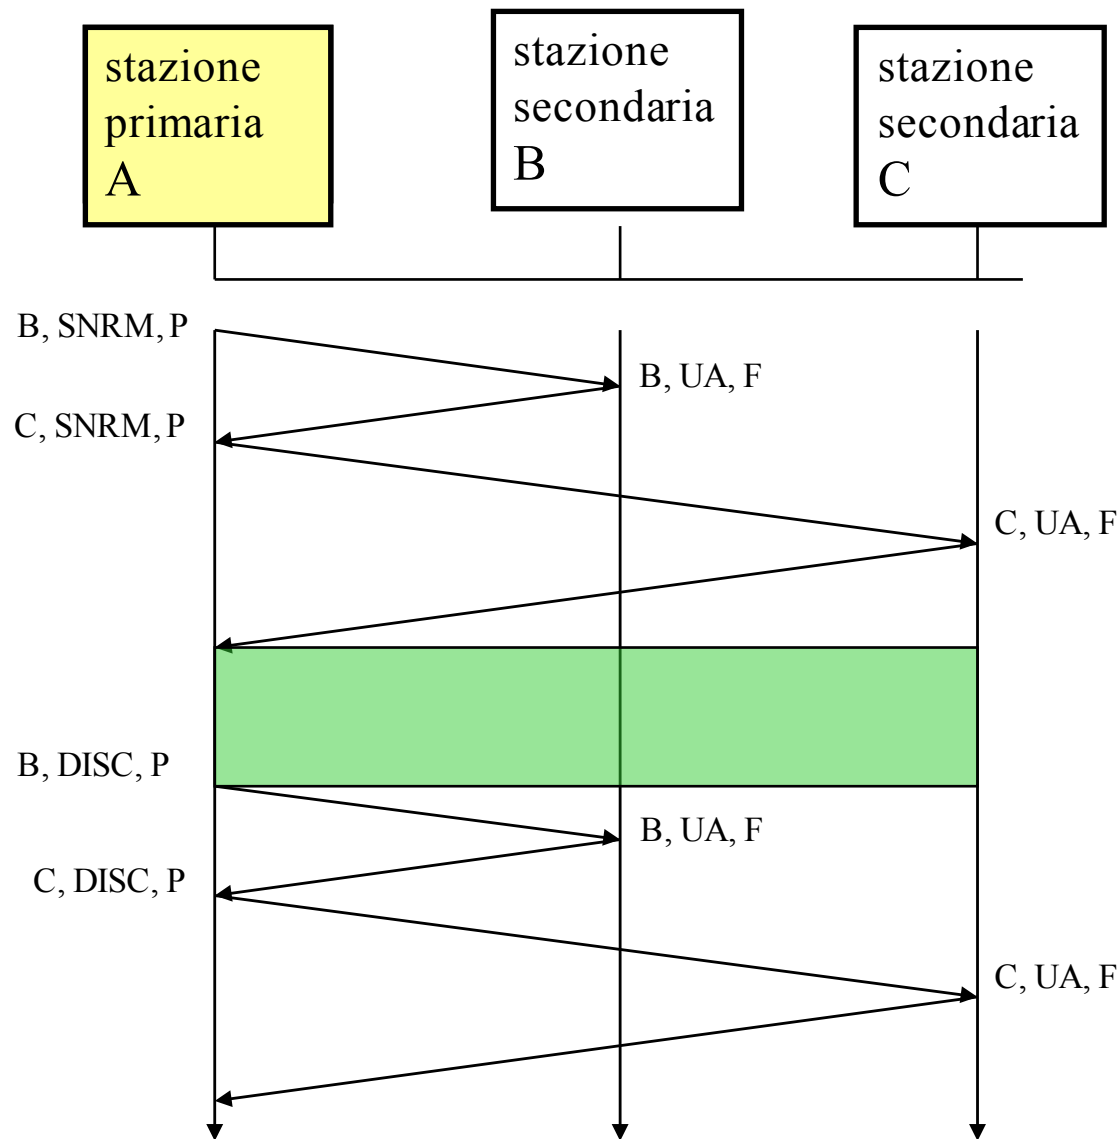 stazione
primaria
A
stazione
secondaria
B
stazione
secondaria
C
B, SNRM, P
B, UA, F
C, SNRM, P
C, UA, F
B, DISC, P
B, UA, F
C, DISC, P
C, UA, F